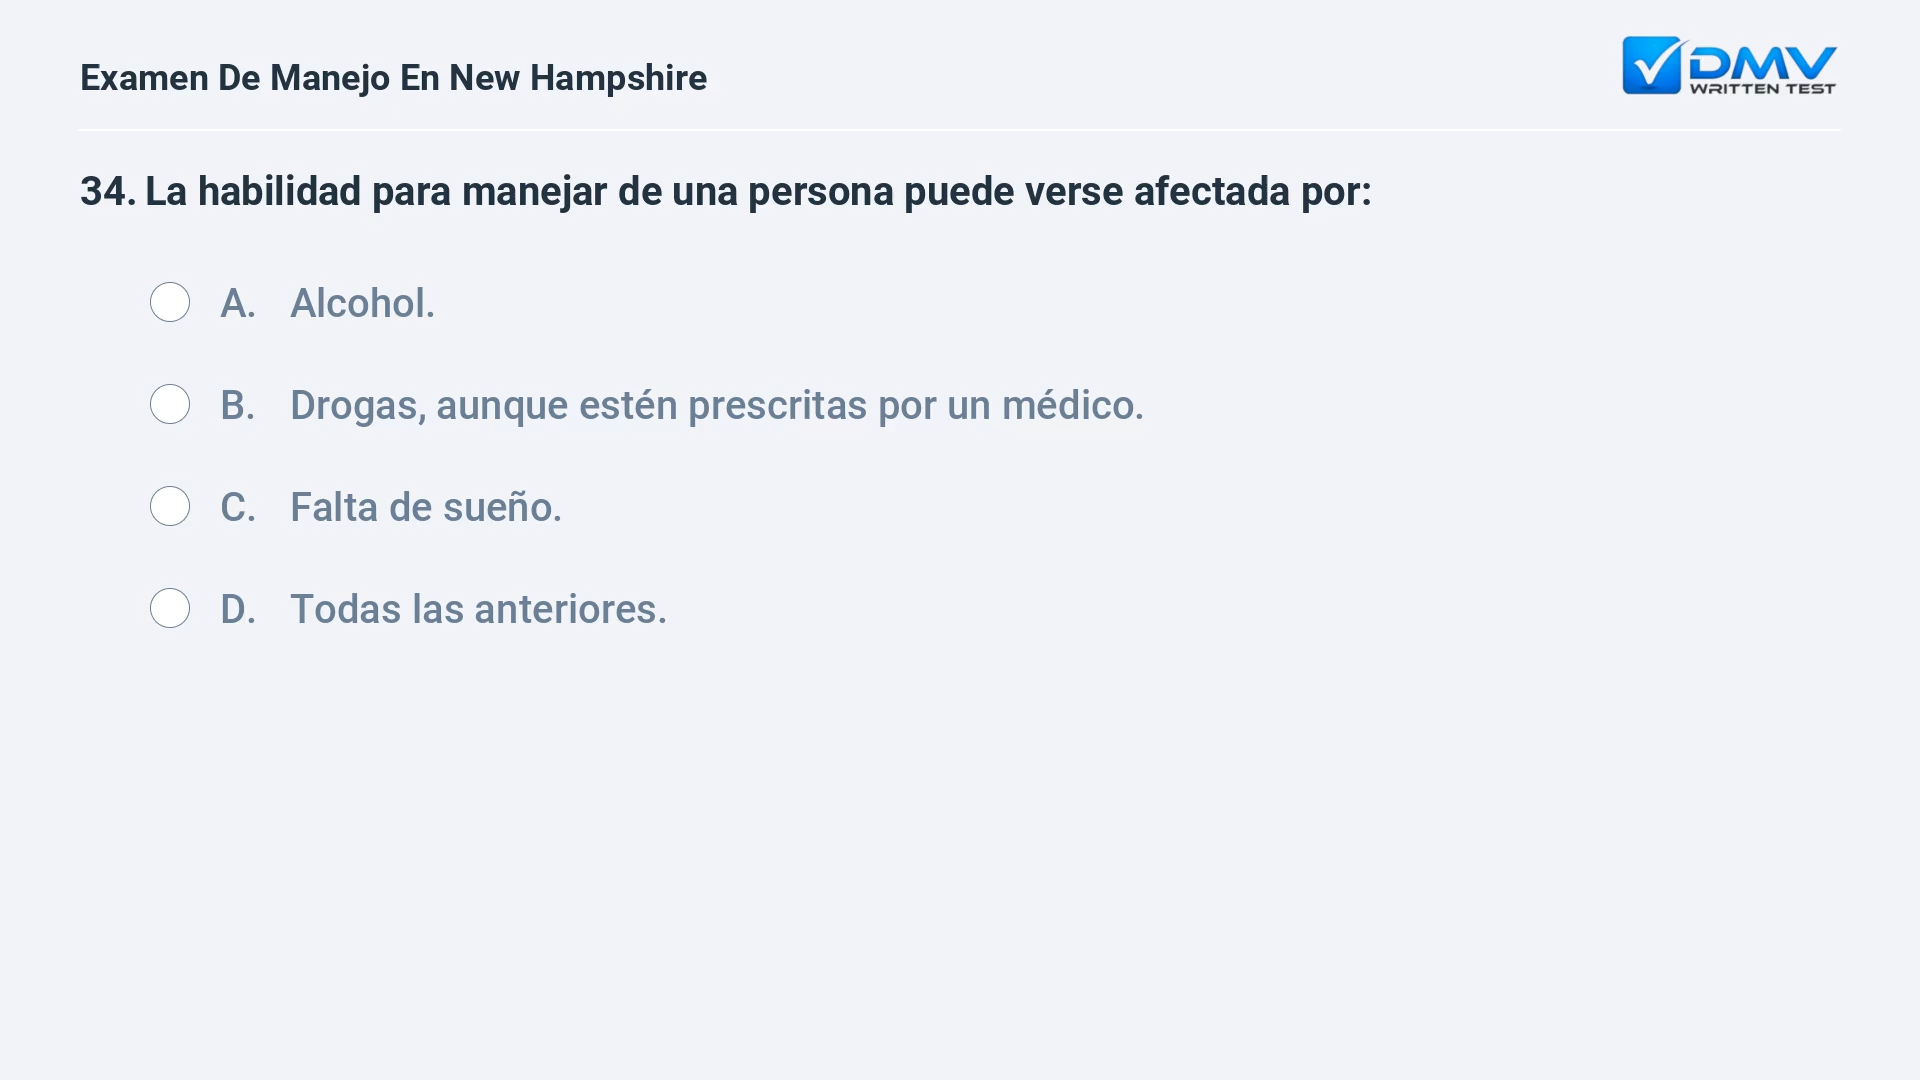 Examen De Manejo En New Hampshire
DMV
WRITTEN TEST
34. La habilidad para manejar de una persona puede verse afectada por:
A. Alcohol.
B. Drogas, aunque estén prescritas por un médico.
C. Falta de sueño.
D. Todas las anteriores.